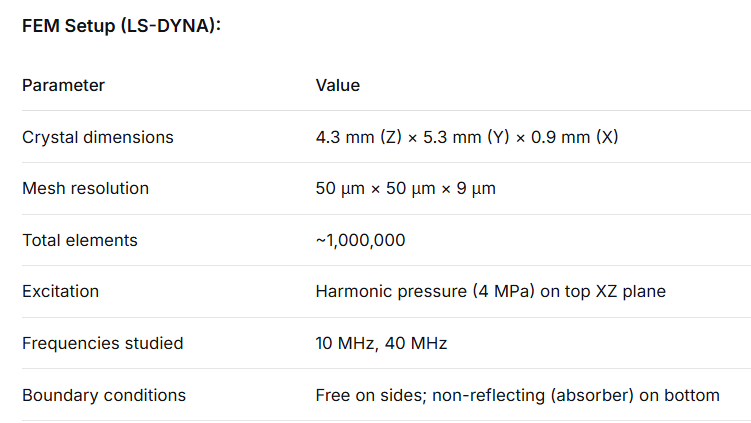 FEM Setup (LS-DYNA):
Parameter Value
Crystal dimensions 4.3 mm (Z) × 5.3 mm (Y) × 0.9 mm (X)
Mesh resolution 50 μm × 50 μm × 9 μm
Total elements ~1,000,000
Excitation Harmonic pressure (4 MPa) on top XZ plane
Frequencies studied 10 MHz, 40 MHz
Boundary conditions Free on sides; non-reflecting (absorber) on bottom